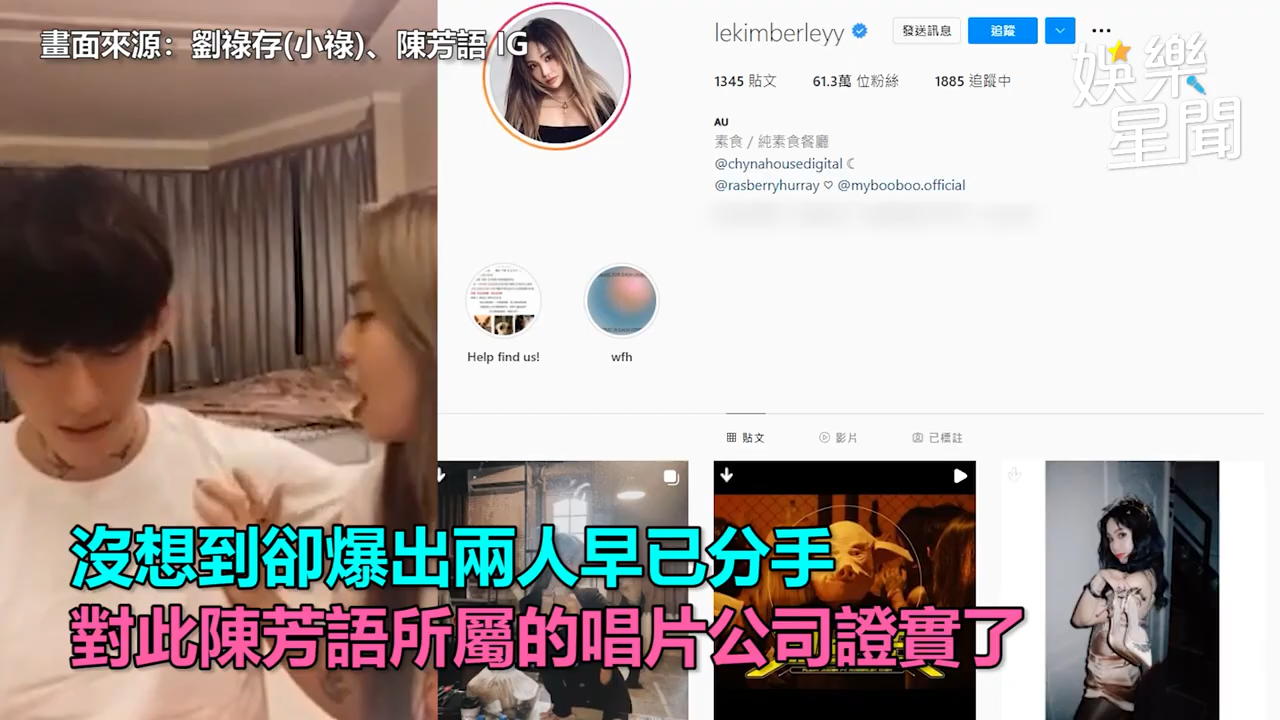 畫面來源：劉祿存(小祿)、陳芳語 IG
lekimberleyy
發送訊息
追蹤
娛樂
星聞
1345 貼文
61.3萬 位粉絲
1885 追蹤中
AU
素食 / 純素食餐廳
@chynahousedigital ☾
@rasberryhurray ♡ @mybooboo.official
Help find us!
wfh
貼文
影片
已標註
沒想到卻爆出兩人早已分手
對此陳芳語所屬的唱片公司證實了